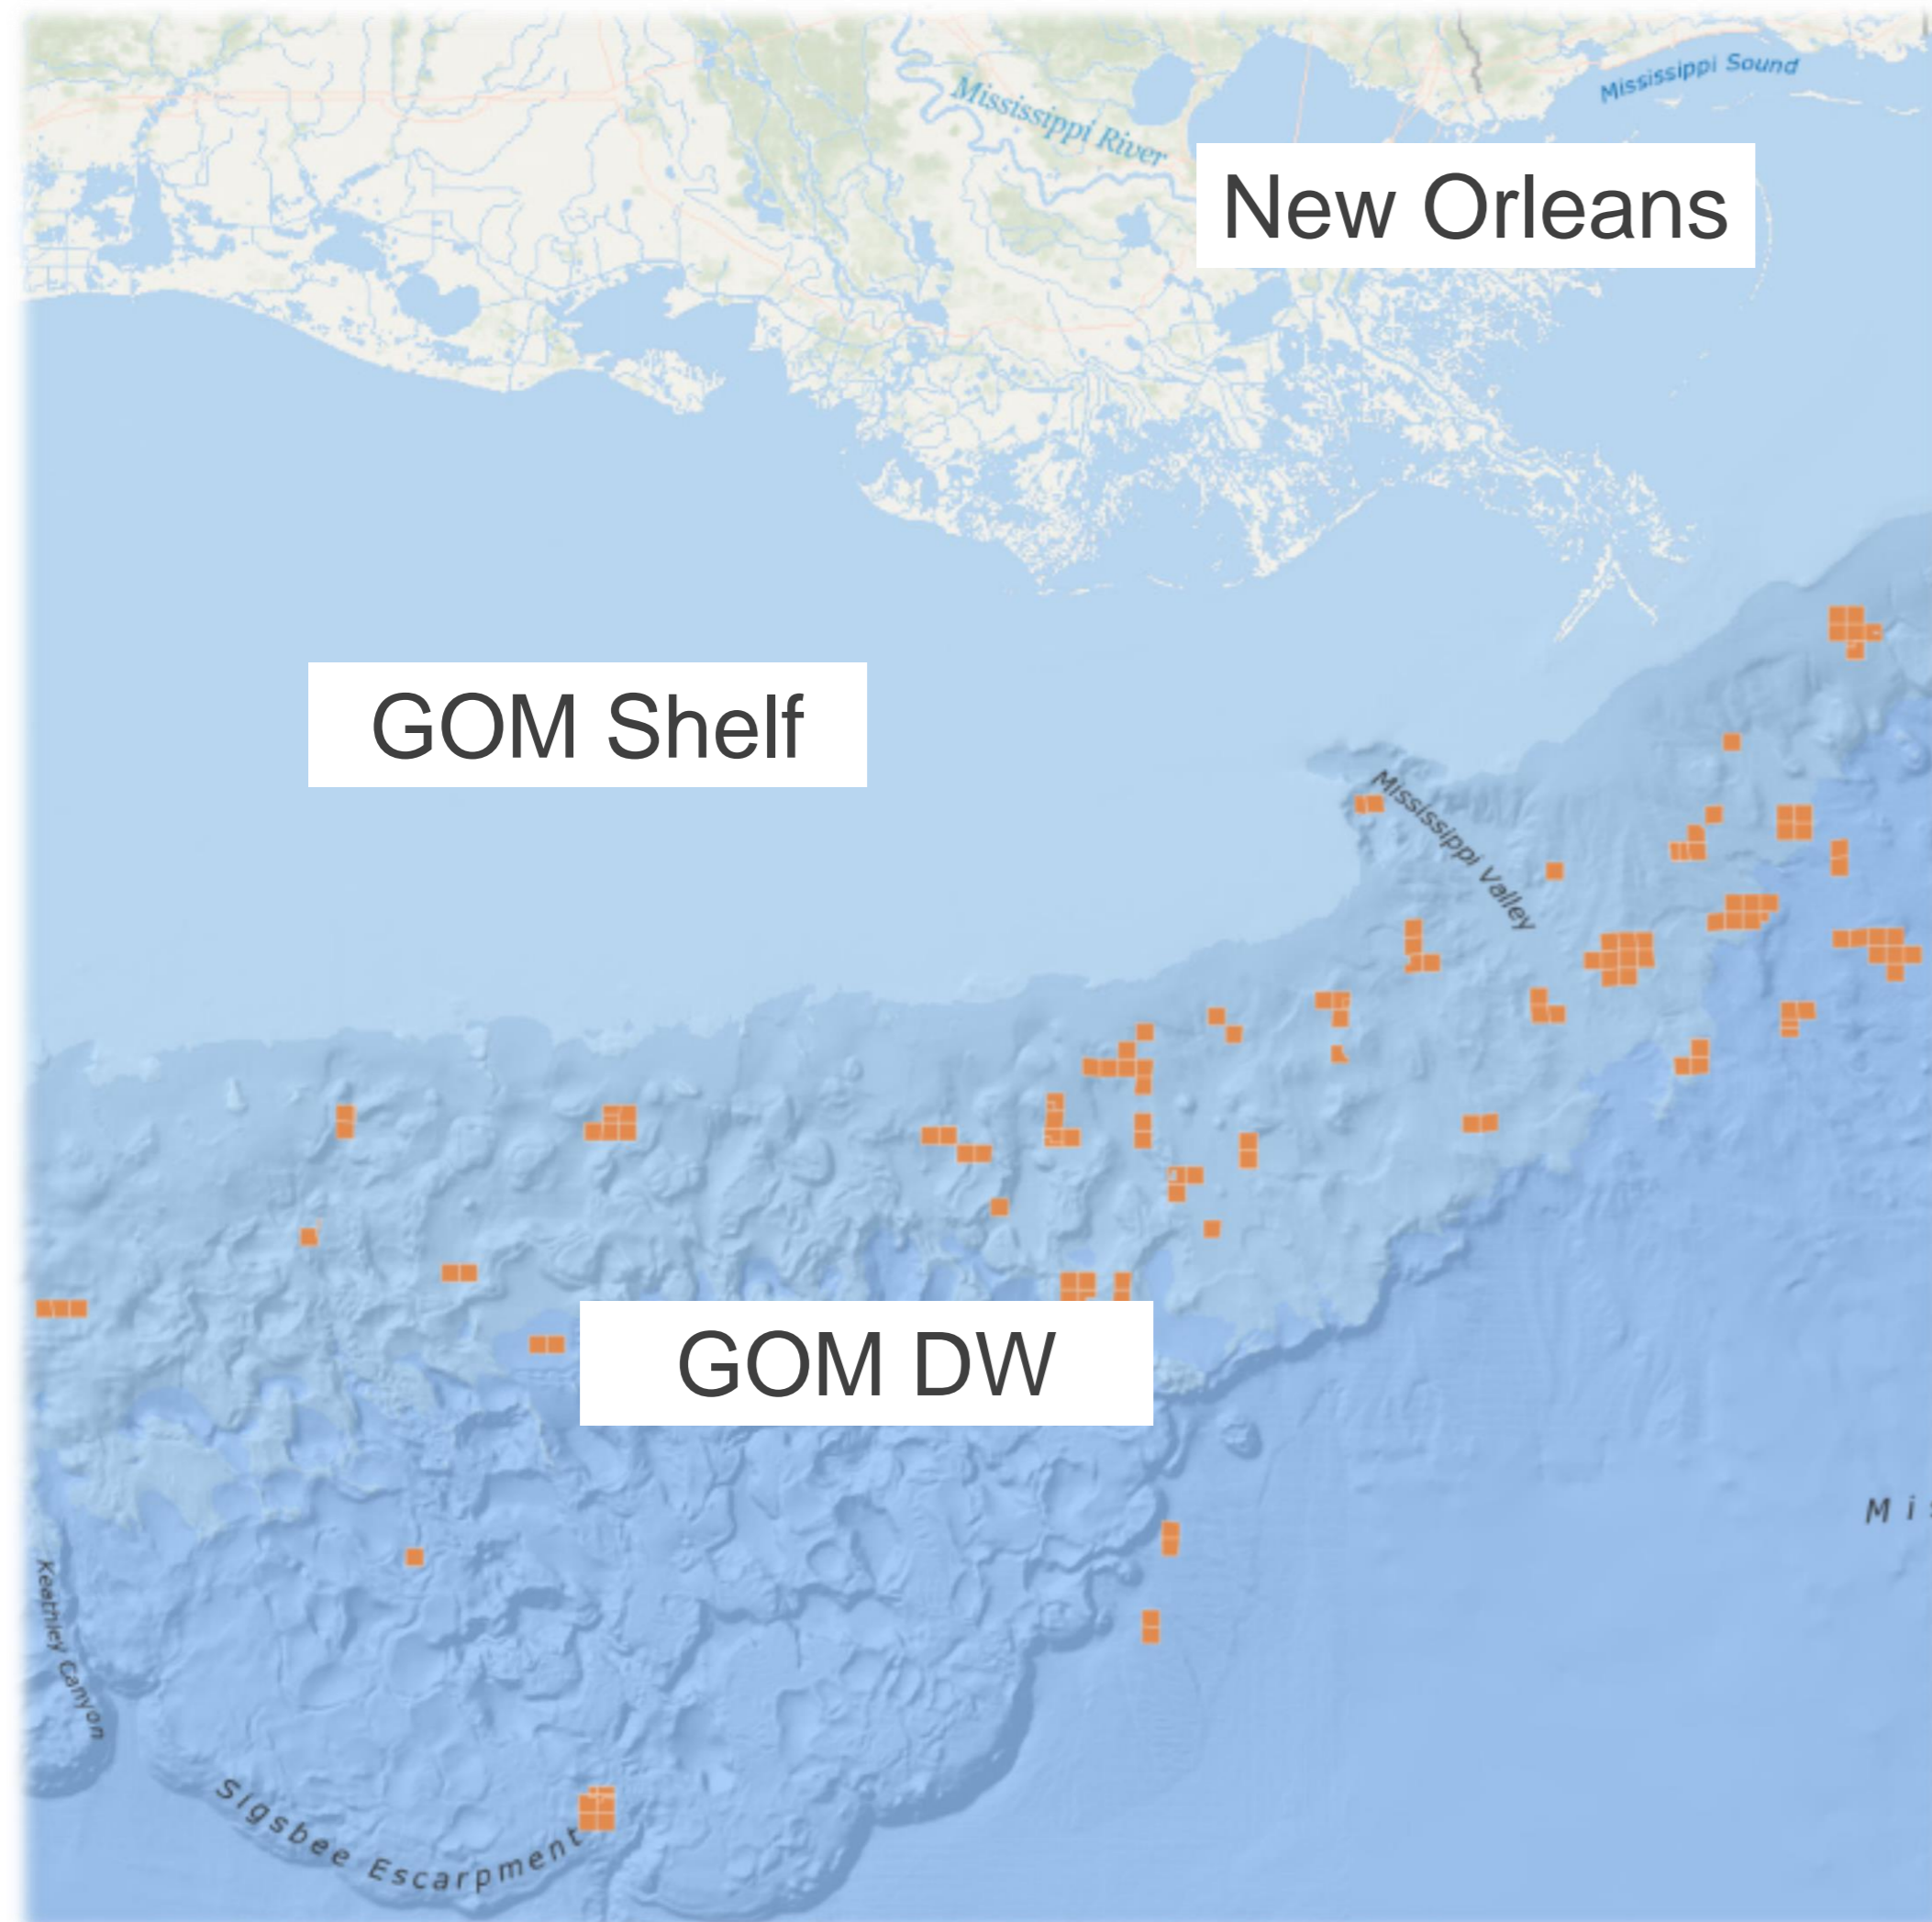 Mississippi Sound
Mississippi River
New Orleans
GOM Shelf
Mississippi Valley
GOM DW
M i
Keathley Canyon
Sigsbee Escarpment